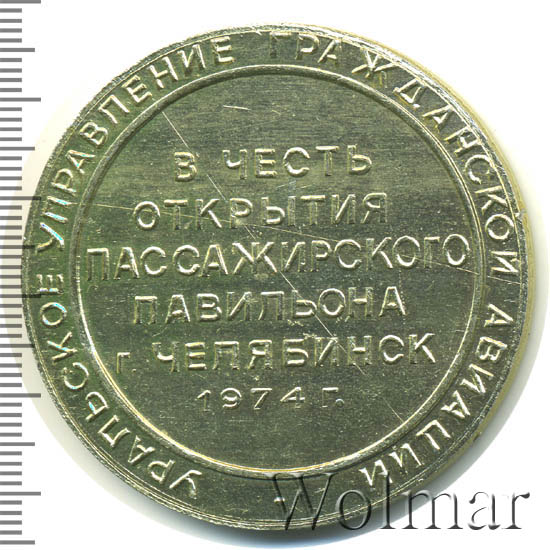 УРАЛЬСКОЕ УПРАВЛЕНИЕ ГРАЖДАНСКОЙ АВИАЦИИ
В ЧЕСТЬ
ОТКРЫТИЯ
ПАССАЖИРСКОГО
ПАВИЛЬОНА
Г. ЧЕЛЯБИНСК
1974 Г.
Wolmar